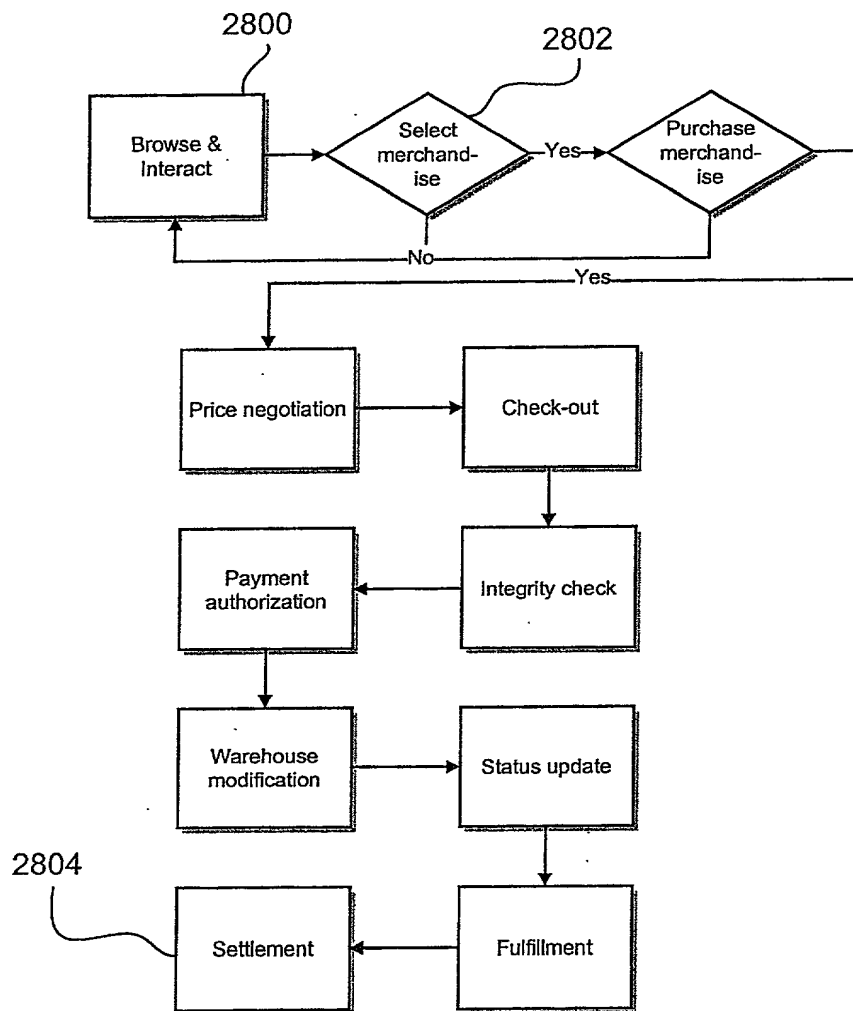 2800
2802
Browse &
Interact
Select
merchand-
ise
Yes
Purchase
merchand-
ise
No
Yes
Price negotiation
Check-out
Payment
authorization
Integrity check
Warehouse
modification
Status update
2804
Settlement
Fulfillment